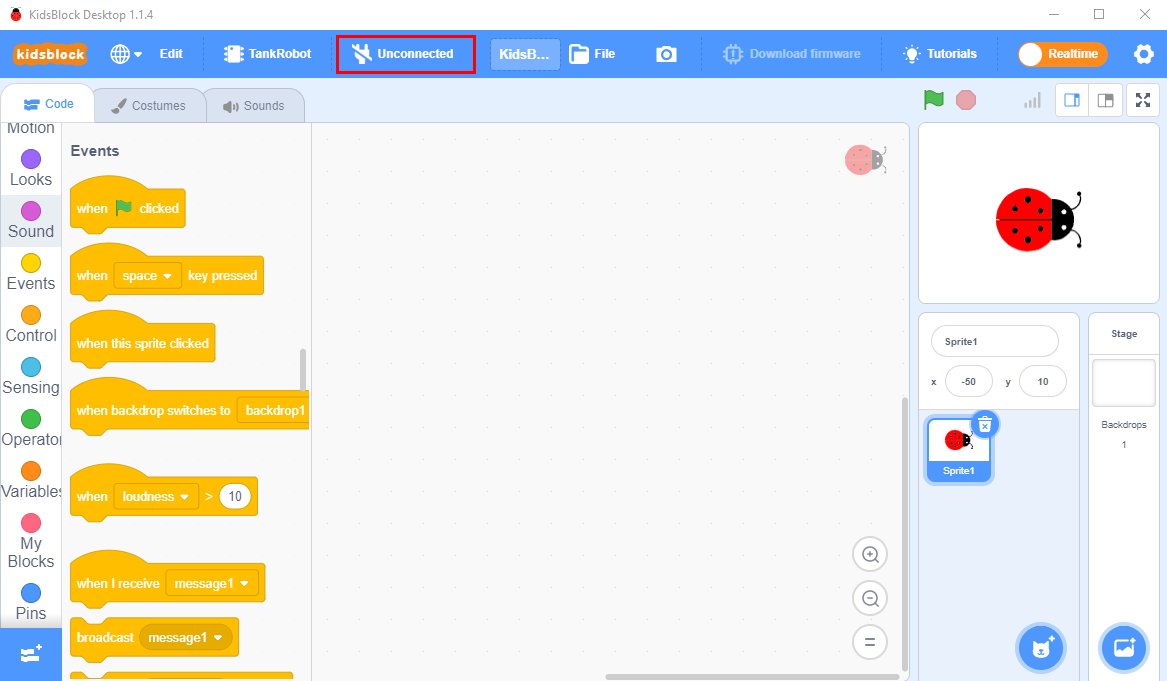 KidsBlock Desktop 1.1.4
kidsblock
Edit
TankRobot
Unconnected
KidsB...
File
Download firmware
Tutorials
Realtime
Code
Costumes
Sounds
Motion
Looks
Sound
Events
Control
Sensing
Operator
Variables
My
Blocks
Pins
Events
when clicked
when space key pressed
when this sprite clicked
when backdrop switches to backdrop1
when loudness > 10
when I receive message1
broadcast message1
Sprite1
x -50 y 10
Sprite1
Stage
Backdrops
1